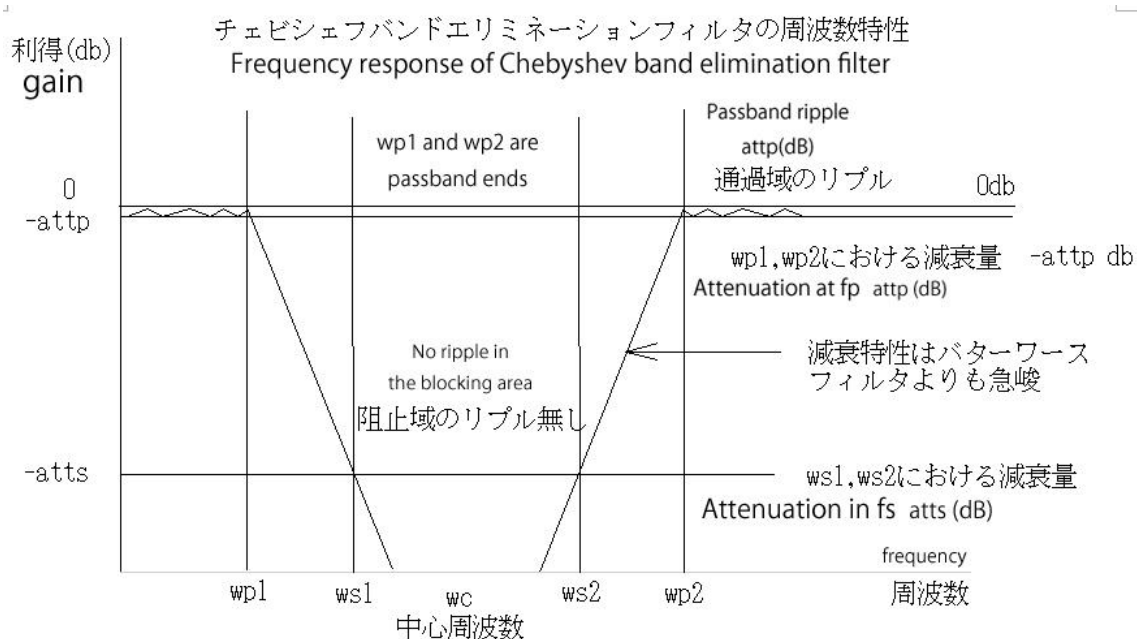 チェビシェフバンドエリミネーションフィルタの周波数特性
利得(db)
gain
Frequency response of Chebyshev band elimination filter
wp1 and wp2 are
passband ends
Passband ripple
attp(dB)
通過域のリプル
0
0db
-attp
wp1,wp2における減衰量 -attp db
Attenuation at fp attp (dB)
No ripple in
the blocking area
阻止域のリプル無し
減衰特性はバターワース
フィルタよりも急峻
-atts
ws1,ws2における減衰量
Attenuation in fs atts (dB)
frequency
周波数
wp1
ws1
wc
ws2
wp2
中心周波数